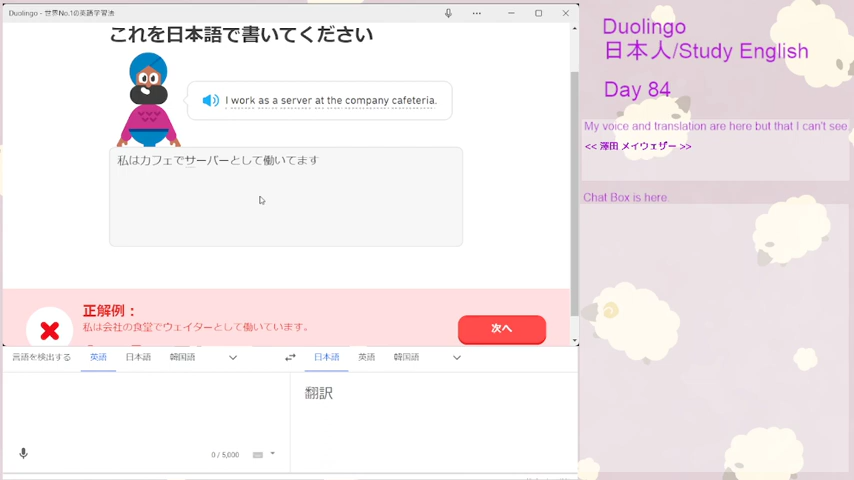 Duolingo - 世界No.1の英語学習法
これを日本語で書いてください
I work as a server at the company cafeteria.
私はカフェでサーバーとして働いてます
正解例：
私は会社の食堂でウェイターとして働いています。
次へ
言語を検出する 英語 日本語 韓国語
日本語 英語 韓国語
翻訳
0 / 5,000
Duolingo
日本人/Study English
Day 84
My voice and translation are here but that I can't see
<< 澤田 メイウェザー >>
Chat Box is here.